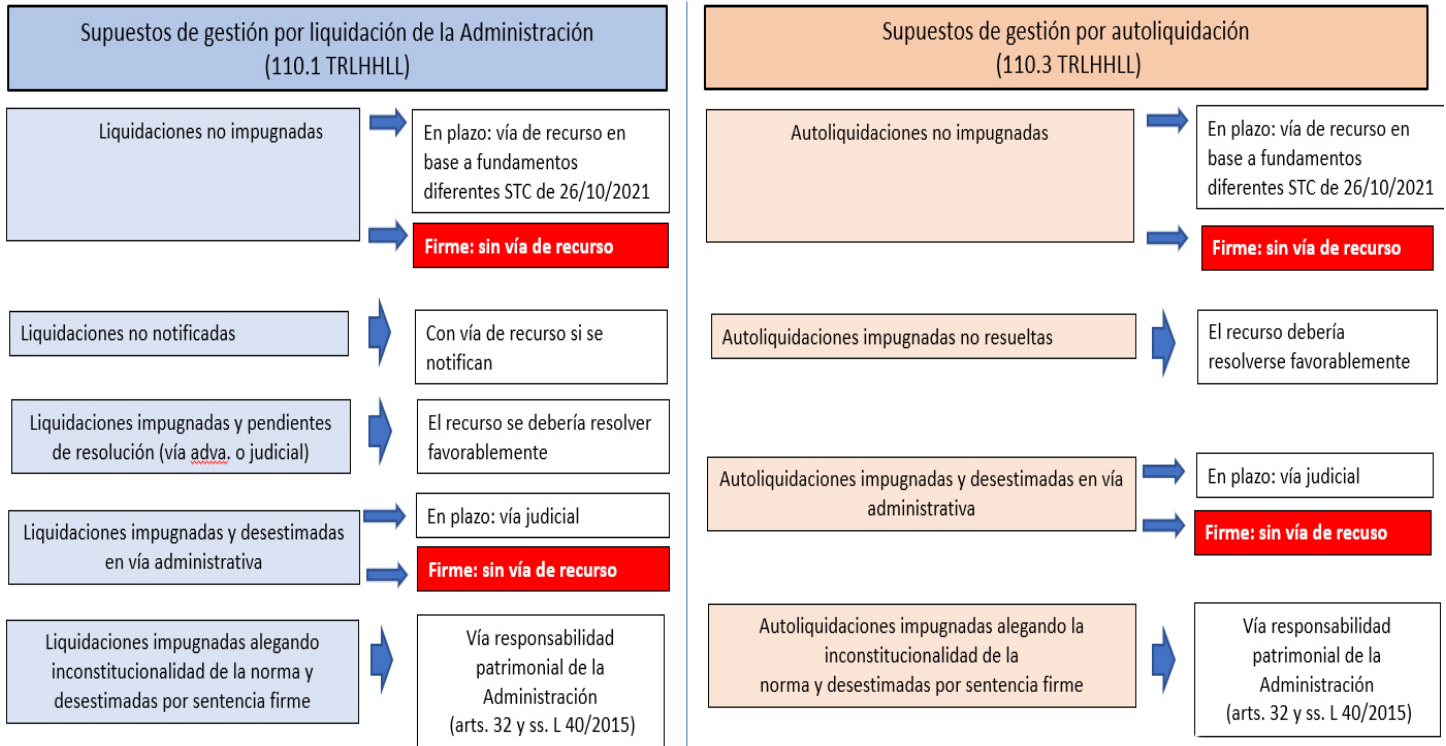 Supuestos de gestión por liquidación de la Administración
(110.1 TRLHHLL)
Liquidaciones no impugnadas
En plazo: vía de recurso en
base a fundamentos
diferentes STC de 26/10/2021
Firme: sin vía de recurso
Liquidaciones no notificadas
Con vía de recurso si se
notifican
Liquidaciones impugnadas y pendientes
de resolución (vía adva. o judicial)
El recurso se debería resolver
favorablemente
Liquidaciones impugnadas y desestimadas
en vía administrativa
En plazo: vía judicial
Firme: sin vía de recurso
Liquidaciones impugnadas alegando
inconstitucionalidad de la norma y
desestimadas por sentencia firme
Vía responsabilidad
patrimonial de la
Administración
(arts. 32 y ss. L 40/2015)
Supuestos de gestión por autoliquidación
(110.3 TRLHHLL)
Autoliquidaciones no impugnadas
En plazo: vía de recurso en
base a fundamentos
diferentes STC de 26/10/2021
Firme: sin vía de recurso
Autoliquidaciones impugnadas no resueltas
El recurso debería
resolverse favorablemente
Autoliquidaciones impugnadas y desestimadas en vía
administrativa
En plazo: vía judicial
Firme: sin vía de recuso
Autoliquidaciones impugnadas alegando la
inconstitucionalidad de la
norma y desestimadas por sentencia firme
Vía responsabilidad
patrimonial de la
Administración
(arts. 32 y ss. L 40/2015)